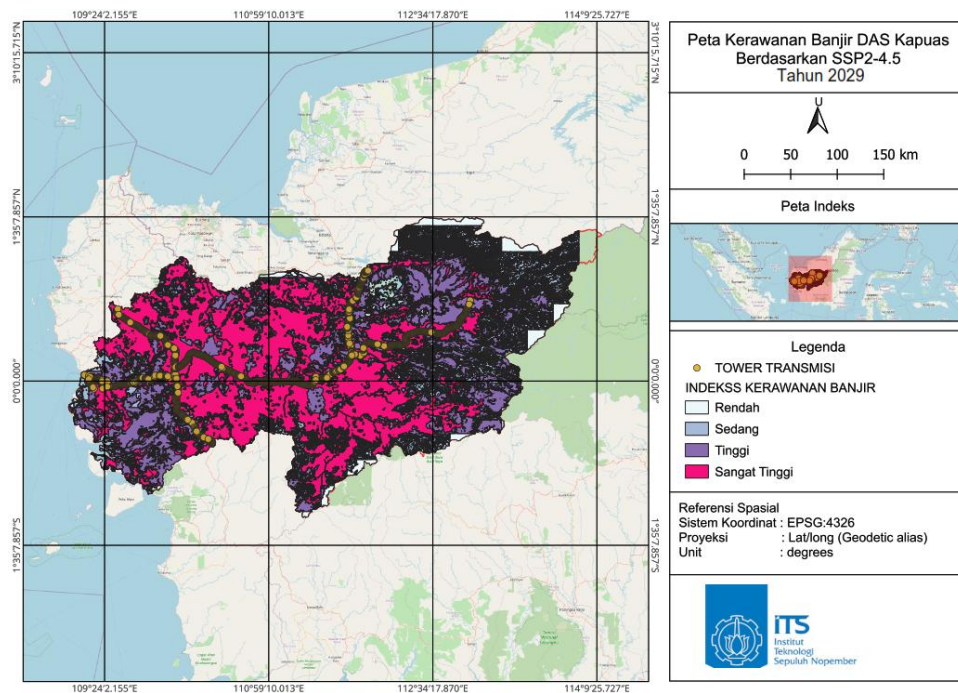 109°24'2.155"E 110°59'10.013"E 112°34'17.870"E 114°9'25.727"E
3°10'15.715"N
3°10'15.715"N
1°35'7.857"N
1°35'7.857"N
0°0'0.000"
0°0'0.000"
1°35'7.857"S
1°35'7.857"S
109°24'2.155"E 110°59'10.013"E 112°34'17.870"E 114°9'25.727"E
Peta Kerawanan Banjir DAS Kapuas
Berdasarkan SSP2-4.5
Tahun 2029
U
0 50 100 150 km
Peta Indeks
Legenda
TOWER TRANSMISI
INDEKSS KERAWANAN BANJIR
Rendah
Sedang
Tinggi
Sangat Tinggi
Referensi Spasial
Sistem Koordinat : EPSG:4326
Proyeksi : Lat/long (Geodetic alias)
Unit : degrees
iTS
Institut
Teknologi
Sepuluh Nopember